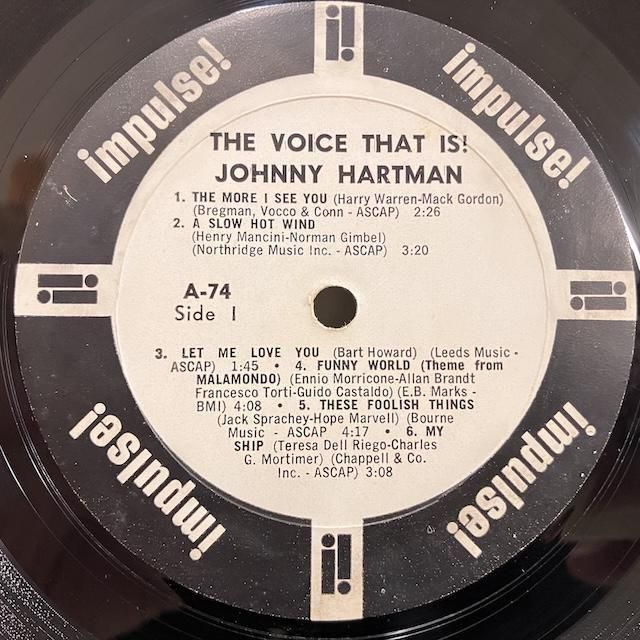 impulse!
impulse!
THE VOICE THAT IS!
JOHNNY HARTMAN
1. THE MORE I SEE YOU (Harry Warren-Mack Gordon)
(Bregman, Vocco & Conn - ASCAP) 2:26
2. A SLOW HOT WIND
(Henry Mancini-Norman Gimbel)
(Northridge Music Inc. - ASCAP) 3:20
A-74
Side I
3. LET ME LOVE YOU (Bart Howard) (Leeds Music -
ASCAP) 1:45 • 4. FUNNY WORLD (Theme from
MALAMONDO) (Ennio Morricone-Allan Brandt
Francesco Torti-Guido Castaldo) (E.B. Marks -
BMI) 4:08 • 5. THESE FOOLISH THINGS
(Jack Sprachey-Hope Marvell) (Bourne
Music - ASCAP 4:17 • 6. MY
SHIP (Teresa Dell Riego-Charles
G. Mortimer) (Chappell & Co.
Inc. - ASCAP) 3:08
impulse!
impulse!